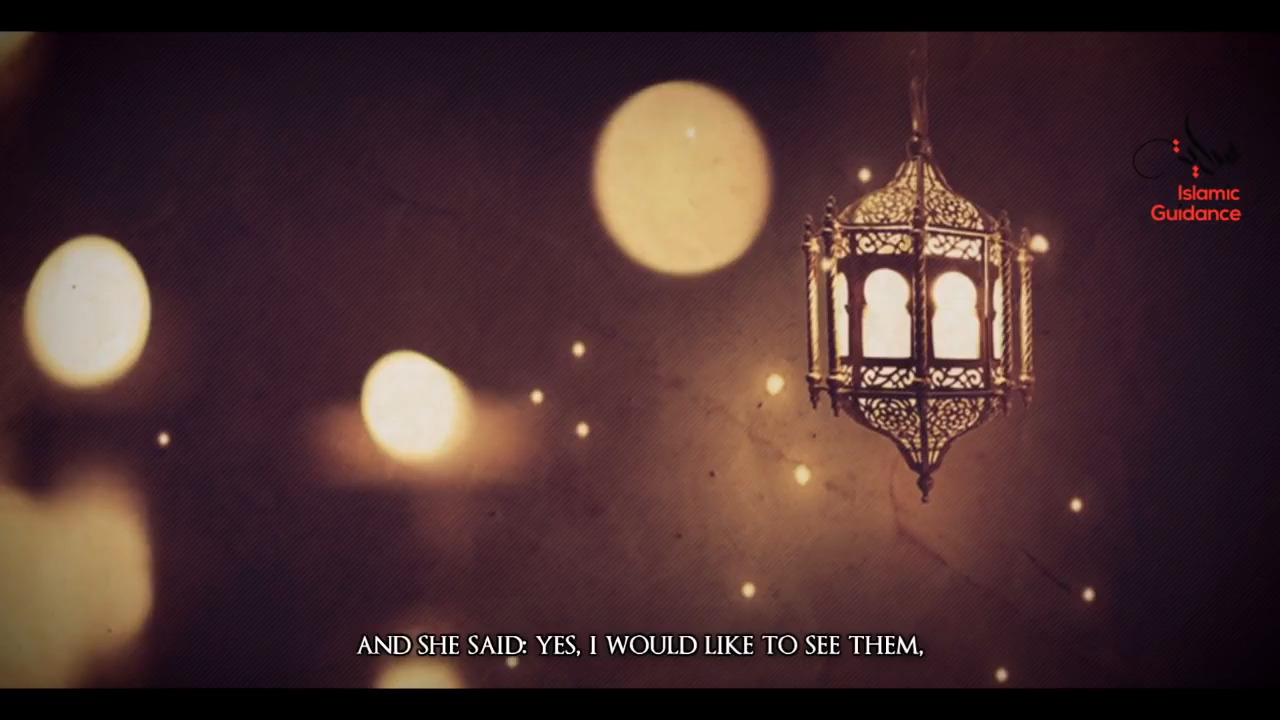 Islamic
Guidance
AND SHE SAID: YES, I WOULD LIKE TO SEE THEM,